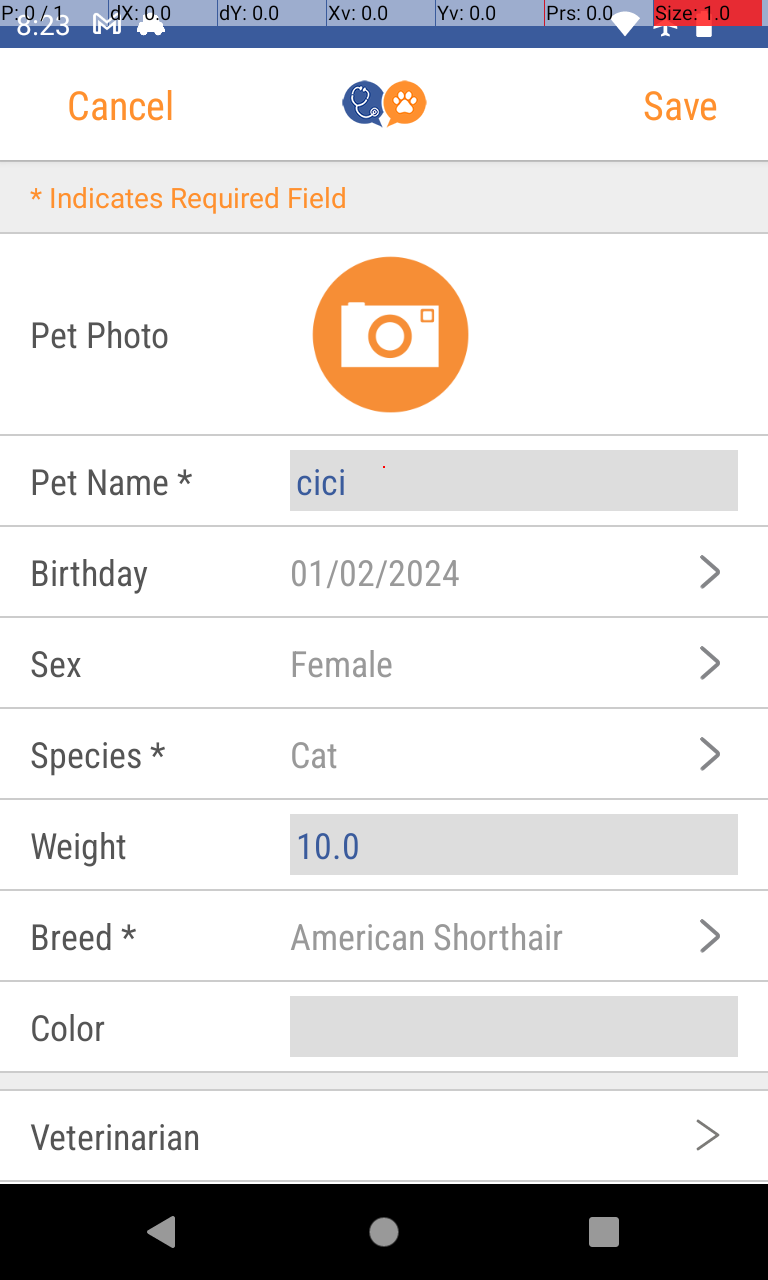 P: 0 / 1 dX: 0.0 dY: 0.0 Xv: 0.0 Yv: 0.0 Prs: 0.0 Size: 1.0
8:23
Cancel Save
* Indicates Required Field
Pet Photo
Pet Name * cici
Birthday 01/02/2024
Sex Female
Species * Cat
Weight 10.0
Breed * American Shorthair
Color
Veterinarian